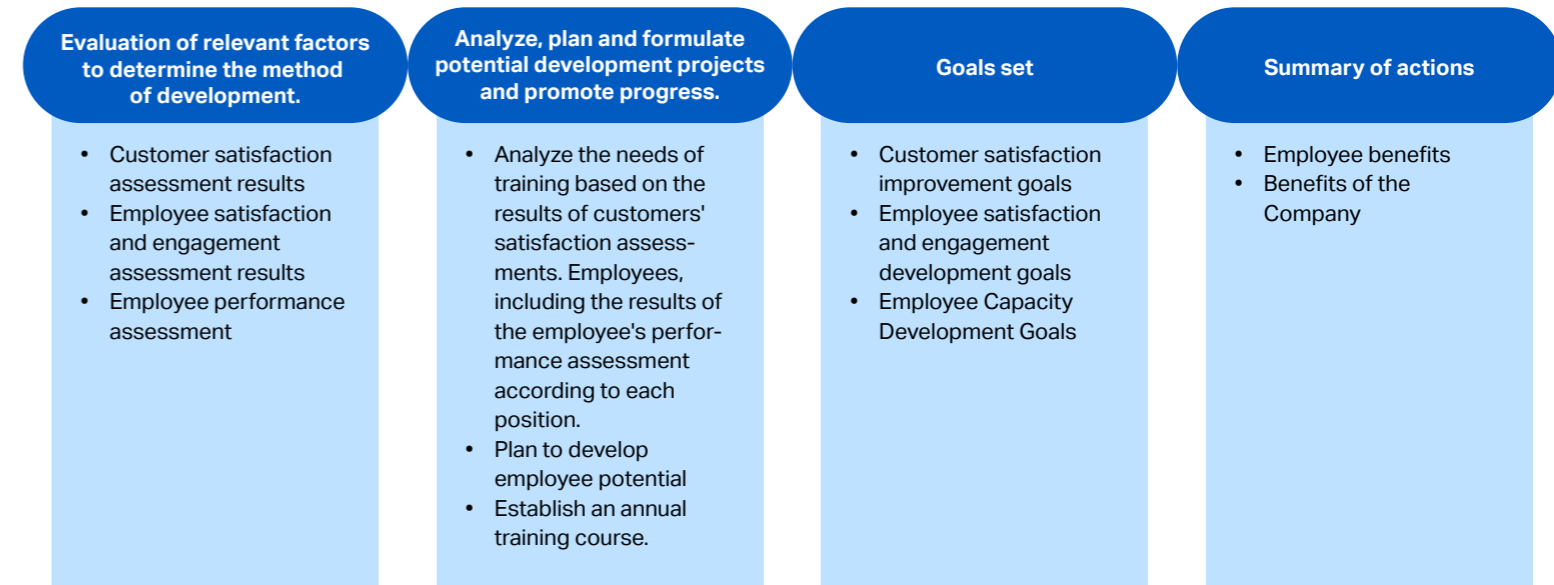 Evaluation of relevant factors
to determine the method
of development.
• Customer satisfaction
assessment results
• Employee satisfaction
and engagement
assessment results
• Employee performance
assessment
Analyze, plan and formulate
potential development projects
and promote progress.
• Analyze the needs of
training based on the
results of customers'
satisfaction assess-
ments. Employees,
including the results of
the employee's perfor-
mance assessment
according to each
position.
• Plan to develop
employee potential
• Establish an annual
training course.
Goals set
• Customer satisfaction
improvement goals
• Employee satisfaction
and engagement
development goals
• Employee Capacity
Development Goals
Summary of actions
• Employee benefits
• Benefits of the
Company